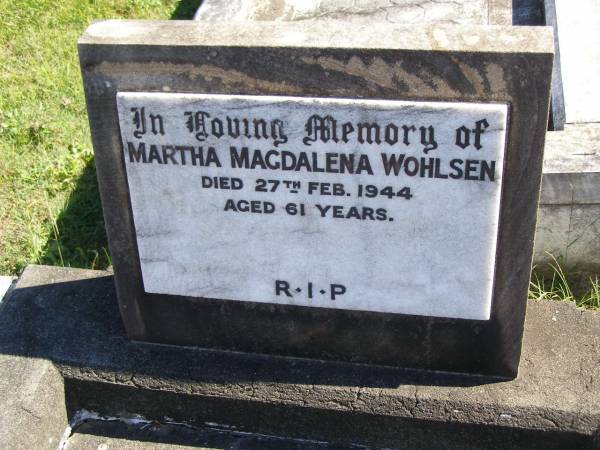 In Loving Memory of
MARTHA MAGDALENA WOHLSEN
DIED 27TH FEB. 1944
AGED 61 YEARS.
R·I·P